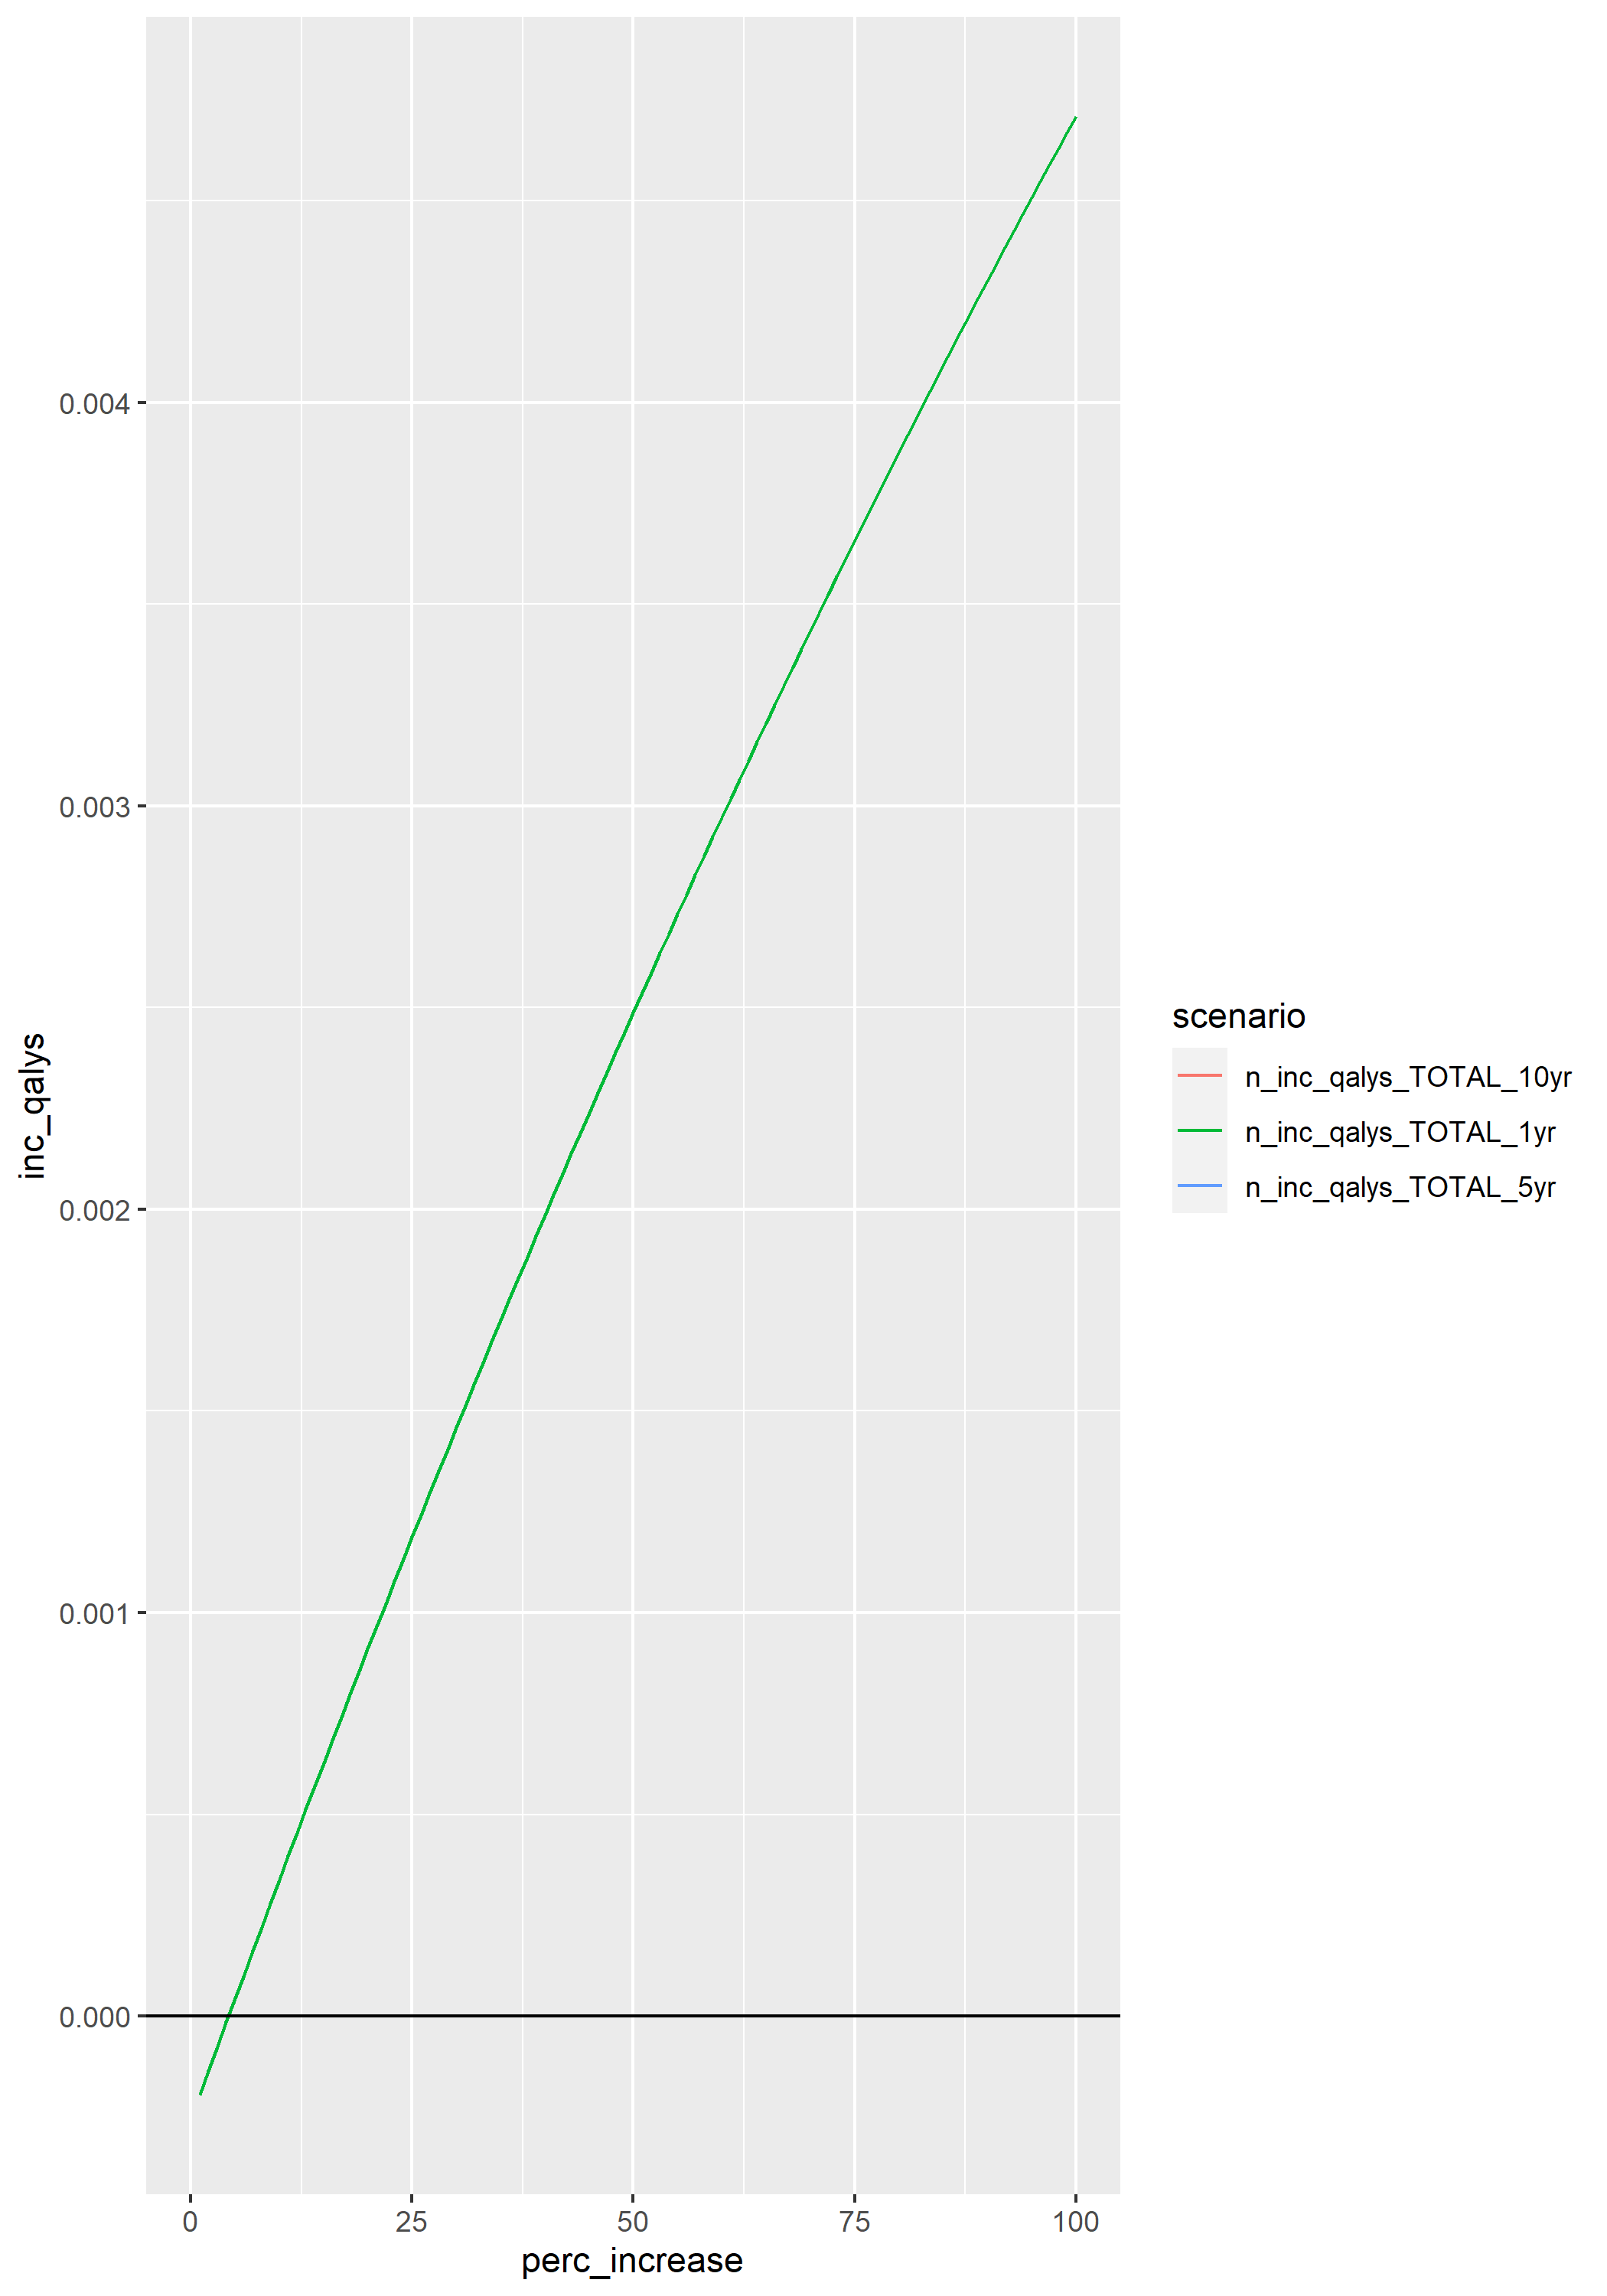 inc_qalys
0.004
0.003
0.002
0.001
0.000
0 25 50 75 100
perc_increase
scenario
n_inc_qalys_TOTAL_10yr
n_inc_qalys_TOTAL_1yr
n_inc_qalys_TOTAL_5yr